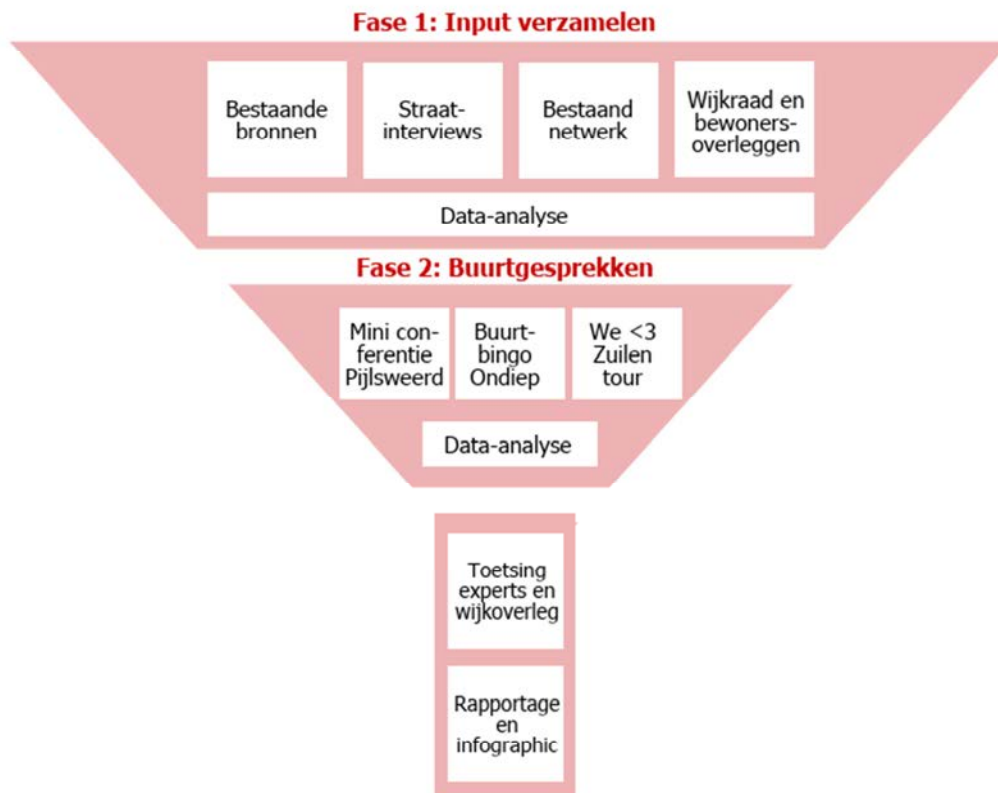 Fase 1: Input verzamelen
Bestaande
bronnen
Straat-
interviews
Bestaand
netwerk
Wijkraad en
bewoners-
overleggen
Data-analyse
Fase 2: Buurtgesprekken
Mini con-
ferentie
Pijlsweerd
Buurt-
bingo
Ondiep
We <3
Zuilen
tour
Data-analyse
Toetsing
experts en
wijkoverleg
Rapportage
en
infographic